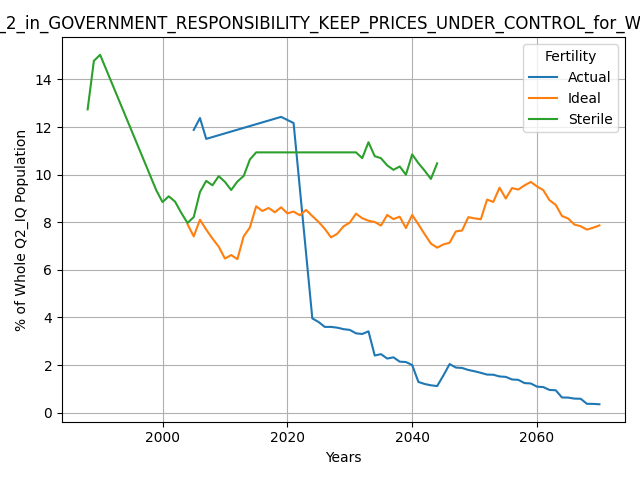 _2_in_GOVERNMENT_RESPONSIBILITY_KEEP_PRICES_UNDER_CONTROL_for_W
Fertility
Actual
Ideal
Sterile
% of Whole Q2_IQ Population
14
12
10
8
6
4
2
0
2000
2020
2040
2060
Years